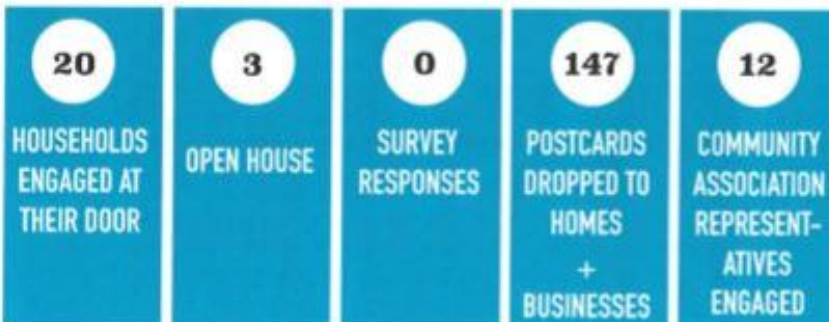 20
HOUSEHOLDS
ENGAGED AT
THEIR DOOR
3
OPEN HOUSE
0
SURVEY
RESPONSES
147
POSTCARDS
DROPPED TO
HOMES
+
BUSINESSES
12
COMMUNITY
ASSOCIATION
REPRESENT-
ATIVES
ENGAGED